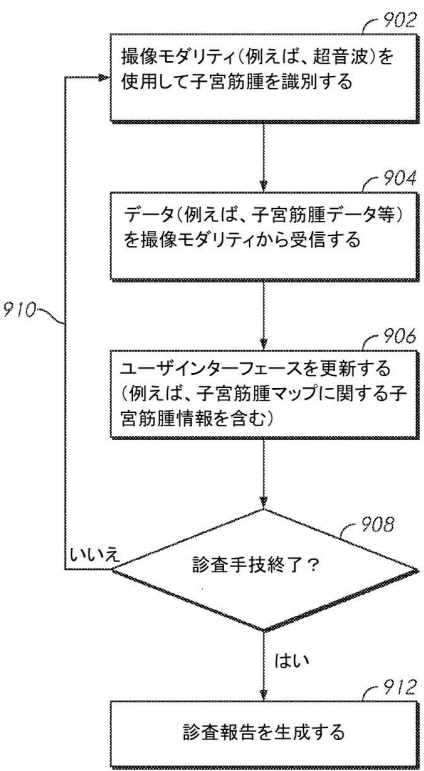 902
撮像モダリティ(例えば、超音波)を
使用して子宮筋腫を識別する
904
データ(例えば、子宮筋腫データ等)
を撮像モダリティから受信する
910
906
ユーザインターフェースを更新する
(例えば、子宮筋腫マップに関する子
宮筋腫情報を含む)
908
いいえ
診査手技終了?
はい
912
診査報告を生成する